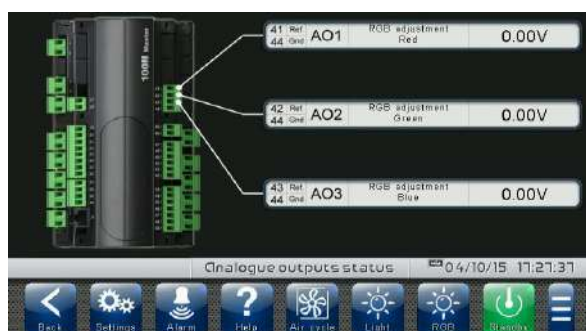 100N Master
41 Ref
44 Gnd
AO1
RGB adjustment
Red
0.00V
42 Ref
44 Gnd
AO2
RGB adjustment
Green
0.00V
43 Ref
44 Gnd
AO3
RGB adjustment
Blue
0.00V
Analogue outputs status
04/10/15 17:27:37
Back
Settings
Alarm
Help
Air cycle
Light
RGB
Standby